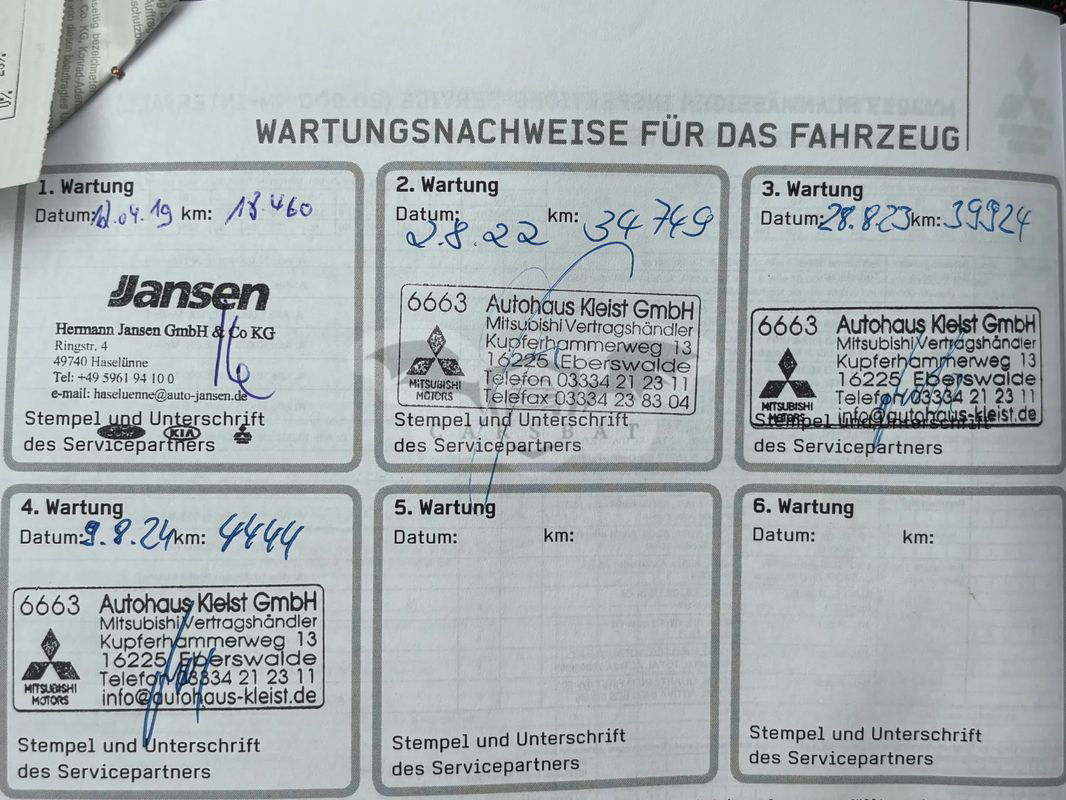 WARTUNGSNACHWEISE FÜR DAS FAHRZEUG
1. Wartung
Datum: .04.19 km: 18.460
Jansen
Hermann Jansen GmbH & Co KG
Ringstr. 4
49740 Haselünne
Tel: +49 5961 94 10 0
e-mail: haseluenne@auto-jansen.de
Stempel und Unterschrift
Ford KIA
des Servicepartners
2. Wartung
Datum: km:
2.8.22 34749
6663 Autohaus Kleist GmbH
Mitsubishi Vertragshändler
Kupferhammerweg 13
16225 Eberswalde
MITSUBISHI Telefon 03334 21 23 11
MOTORS Telefax 03334 23 83 04
Stempel und Unterschrift
CARSBAT
des Servicepartners
3. Wartung
Datum: 28.8.23 km: 39924
6663 Autohaus Kleist GmbH
Mitsubishi Vertragshändler
Kupferhammerweg 13
16225 Eberswalde
MITSUBISHI Telefon 03334 21 23 11
MOTORS info@autohaus-kleist.de
Stempel und Unterschrift
des Servicepartners
4. Wartung
Datum: 9.8.24 km: 4444
6663 Autohaus Kleist GmbH
Mitsubishi Vertragshändler
Kupferhammerweg 13
16225 Eberswalde
MITSUBISHI Telefon 03334 21 23 11
MOTORS info@autohaus-kleist.de
Stempel und Unterschrift
des Servicepartners
5. Wartung
Datum: km:
Stempel und Unterschrift
des Servicepartners
6. Wartung
Datum: km:
Stempel und Unterschrift
des Servicepartners